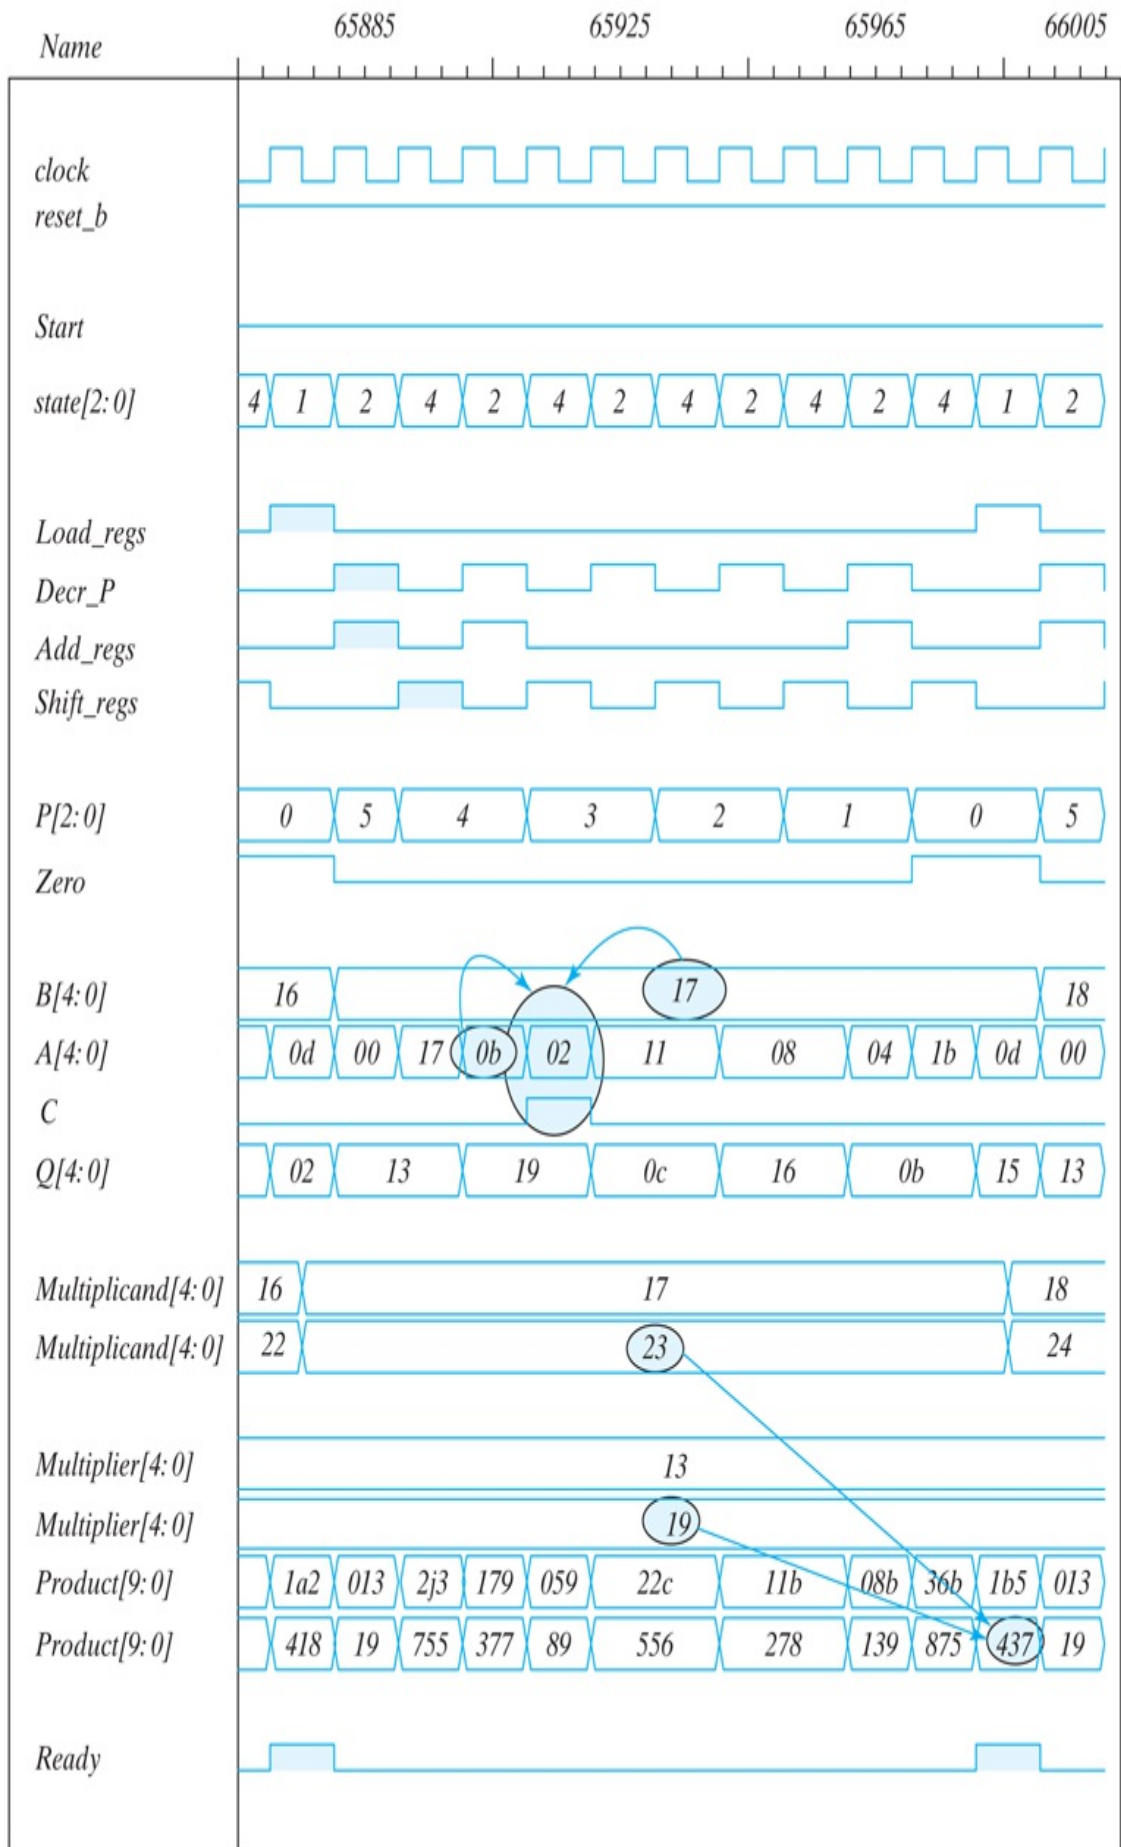 Name 65885 65925 65965 66005
clock
reset_b
Start
state[2:0] 4 1 2 4 2 4 2 4 2 4 2 4 1 2
Load_regs
Decr_P
Add_regs
Shift_regs
P[2:0] 0 5 4 3 2 1 0 5
Zero
B[4:0] 16 17 18
A[4:0] 0d 00 17 0b 02 11 08 04 1b 0d 00
C
Q[4:0] 02 13 19 0c 16 0b 15 13
Multiplicand[4:0] 16 17 18
Multiplicand[4:0] 22 23 24
Multiplier[4:0] 13
Multiplier[4:0] 19
Product[9:0] 1a2 013 2j3 179 059 22c 11b 08b 36b 1b5 013
Product[9:0] 418 19 755 377 89 556 278 139 875 437 19
Ready